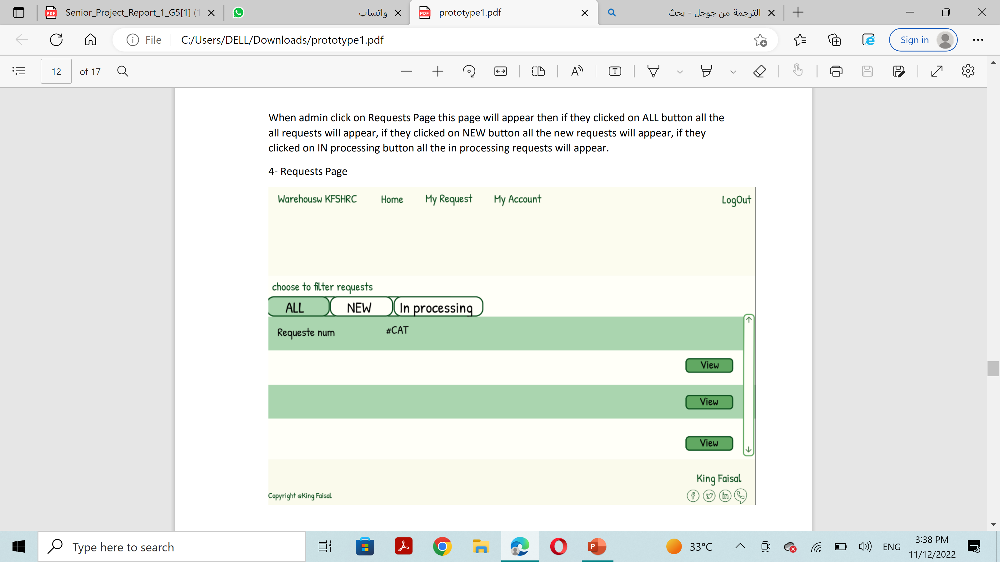 Senior_Project_Report_1_G5[1] (1
واتساب
prototype1.pdf
الترجمة من جوجل - بحث
File
C:/Users/DELL/Downloads/prototype1.pdf
Sign in
12 of 17
When admin click on Requests Page this page will appear then if they clicked on ALL button all the
all requests will appear, if they clicked on NEW button all the new requests will appear, if they
clicked on IN processing button all the in processing requests will appear.
4- Requests Page
Warehousw KFSHRC Home My Request My Account LogOut
choose to filter requests
ALL NEW In processing
Requeste num #CAT
View
View
View
King Faisal
Copyright @King Faisal
Type here to search
33°C
ENG
3:38 PM
11/12/2022